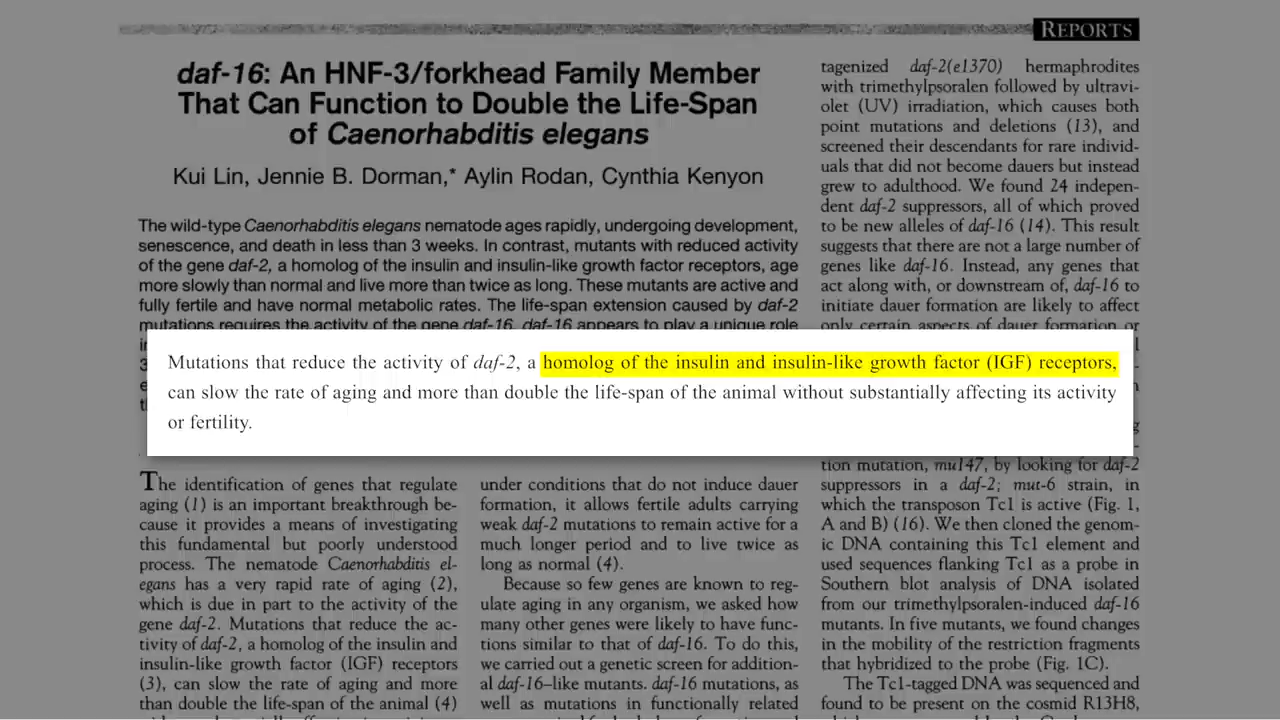 REPORTS
daf-16: An HNF-3/forkhead Family Member
That Can Function to Double the Life-Span
of Caenorhabditis elegans
Kui Lin, Jennie B. Dorman,* Aylin Rodan, Cynthia Kenyon
The wild-type Caenorhabditis elegans nematode ages rapidly, undergoing development,
senescence, and death in less than 3 weeks. In contrast, mutants with reduced activity
of the gene daf-2, a homolog of the insulin and insulin-like growth factor receptors, age
more slowly than normal and live more than twice as long. These mutants are active and
fully fertile and have normal metabolic rates. The life-span extension caused by daf-2
mutations requires the activity of the gene daf-16. daf-16 appears to play a unique role
Mutations that reduce the activity of daf-2, a homolog of the insulin and insulin-like growth factor (IGF) receptors,
can slow the rate of aging and more than double the life-span of the animal without substantially affecting its activity
or fertility.
The identification of genes that regulate
aging (1) is an important breakthrough be-
cause it provides a means of investigating
this fundamental but poorly understood
process. The nematode Caenorhabditis el-
egans has a very rapid rate of aging (2),
which is due in part to the activity of the
gene daf-2. Mutations that reduce the ac-
tivity of daf-2, a homolog of the insulin and
insulin-like growth factor (IGF) receptors
(3), can slow the rate of aging and more
than double the life-span of the animal (4)
under conditions that do not induce dauer
formation, it allows fertile adults carrying
weak daf-2 mutations to remain active for a
much longer period and to live twice as
long as normal (4).
Because so few genes are known to reg-
ulate aging in any organism, we asked how
many other genes were likely to have func-
tions similar to that of daf-16. To do this,
we carried out a genetic screen for addition-
al daf-16–like mutants. daf-16 mutations, as
well as mutations in functionally related
tagenized daf-2(e1370) hermaphrodites
with trimethylpsoralen followed by ultravi-
olet (UV) irradiation, which causes both
point mutations and deletions (13), and
screened their descendants for rare individ-
uals that did not become dauers but instead
grew to adulthood. We found 24 indepen-
dent daf-2 suppressors, all of which proved
to be new alleles of daf-16 (14). This result
suggests that there are not a large number of
genes like daf-16. Instead, any genes that
act along with, or downstream of, daf-16 to
initiate dauer formation are likely to affect
only certain aspects of dauer formation or
tion mutation, mu147, by looking for daf-2
suppressors in a daf-2; mut-6 strain, in
which the transposon Tc1 is active (Fig. 1,
A and B) (16). We then cloned the genom-
ic DNA containing this Tc1 element and
used sequences flanking Tc1 as a probe in
Southern blot analysis of DNA isolated
from our trimethylpsoralen-induced daf-16
mutants. In five mutants, we found changes
in the mobility of the restriction fragments
that hybridized to the probe (Fig. 1C).
The Tc1-tagged DNA was sequenced and
found to be present on the cosmid R13H8,